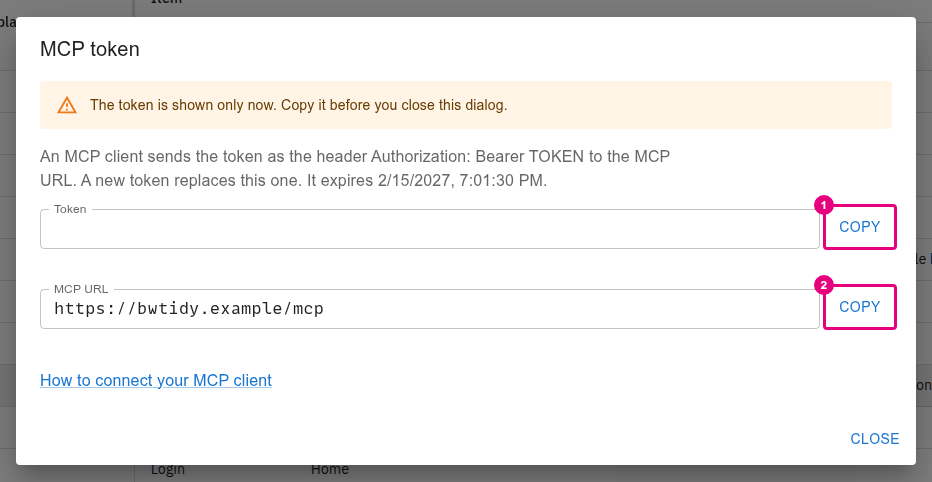 Item
MCP token
The token is shown only now. Copy it before you close this dialog.
An MCP client sends the token as the header Authorization: Bearer TOKEN to the MCP
URL. A new token replaces this one. It expires 2/15/2027, 7:01:30 PM.
Token
1
COPY
MCP URL
https://bwtidy.example/mcp
2
COPY
How to connect your MCP client
CLOSE
Login Home